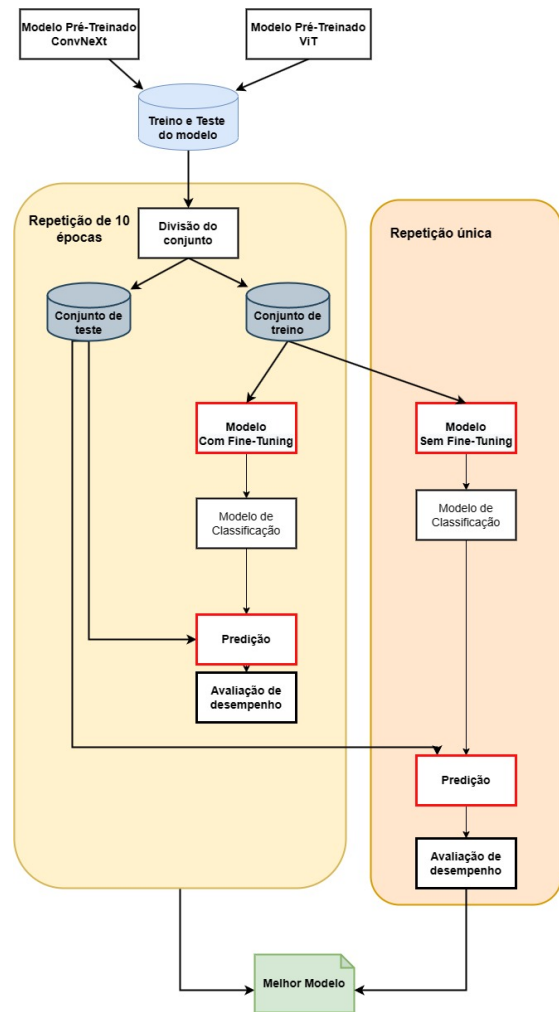 Modelo Pré-Treinado
ConvNeXt
Modelo Pré-Treinado
ViT
Treino e Teste
do modelo
Repetição de 10
épocas
Divisão do
conjunto
Repetição única
Conjunto de
teste
Conjunto de
treino
Modelo
Com Fine-Tuning
Modelo
Sem Fine-Tuning
Modelo de
Classificação
Modelo de
Classificação
Predição
Avaliação de
desempenho
Predição
Avaliação de
desempenho
Melhor Modelo